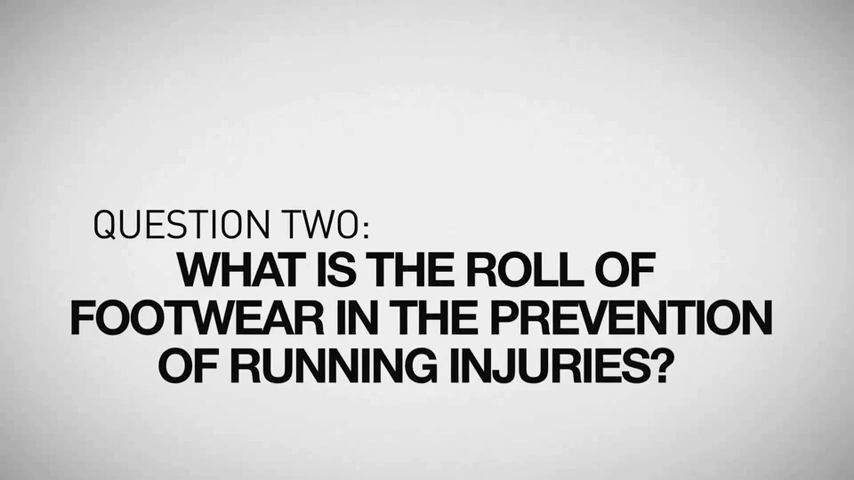 QUESTION TWO:
WHAT IS THE ROLL OF
FOOTWEAR IN THE PREVENTION
OF RUNNING INJURIES?